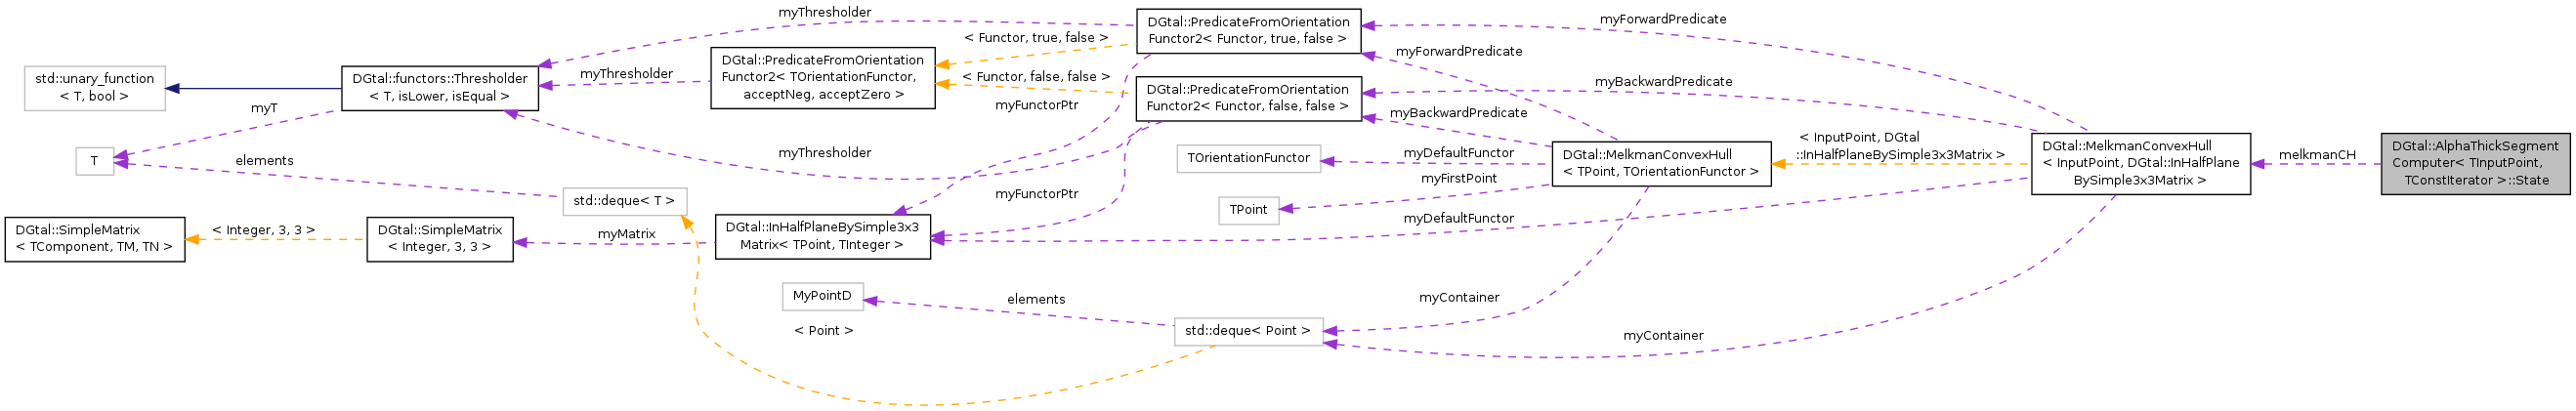 std::unary_function
< T, bool >
T
DGtal::SimpleMatrix
< TComponent, TM, TN >
< Integer, 3, 3 >
myT
elements
DGtal::functors::Thresholder
< T, isLower, isEqual >
DGtal::SimpleMatrix
< Integer, 3, 3 >
myThresholder
myThresholder
myThresholder
std::deque< T >
myMatrix
DGtal::PredicateFromOrientation
Functor2< TOrientationFunctor,
acceptNeg, acceptZero >
DGtal::InHalfPlaneBySimple3x3
Matrix< TPoint, TInteger >
MyPointD
< Point >
< Functor, true, false >
< Functor, false, false >
myFunctorPtr
myFunctorPtr
elements
DGtal::PredicateFromOrientation
Functor2< Functor, true, false >
DGtal::PredicateFromOrientation
Functor2< Functor, false, false >
TOrientationFunctor
TPoint
std::deque< Point >
myForwardPredicate
myForwardPredicate
myBackwardPredicate
myBackwardPredicate
myDefaultFunctor
myFirstPoint
myDefaultFunctor
myContainer
myContainer
DGtal::MelkmanConvexHull
< TPoint, TOrientationFunctor >
< InputPoint, DGtal
::InHalfPlaneBySimple3x3Matrix >
DGtal::MelkmanConvexHull
< InputPoint, DGtal::InHalfPlane
BySimple3x3Matrix >
melkmanCH
DGtal::AlphaThickSegment
Computer< TInputPoint,
TConstIterator >::State